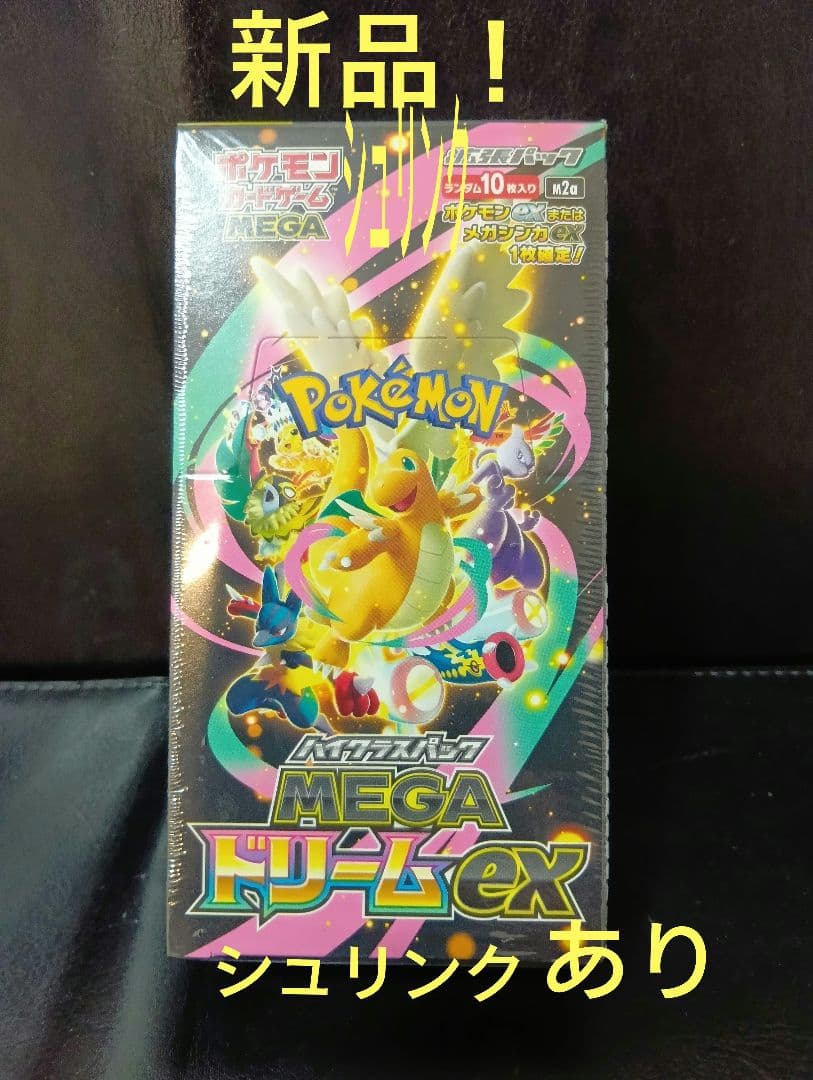 新品！
シュリンク
ポケモン
カードゲーム
MEGA
拡張パック
ランダム10枚入り
M2a
ポケモンexまたは
メガシンカex
1枚確定！
POKÉMON
TM
ハイクラスパック
MEGA
ドリームex
シュリンクあり